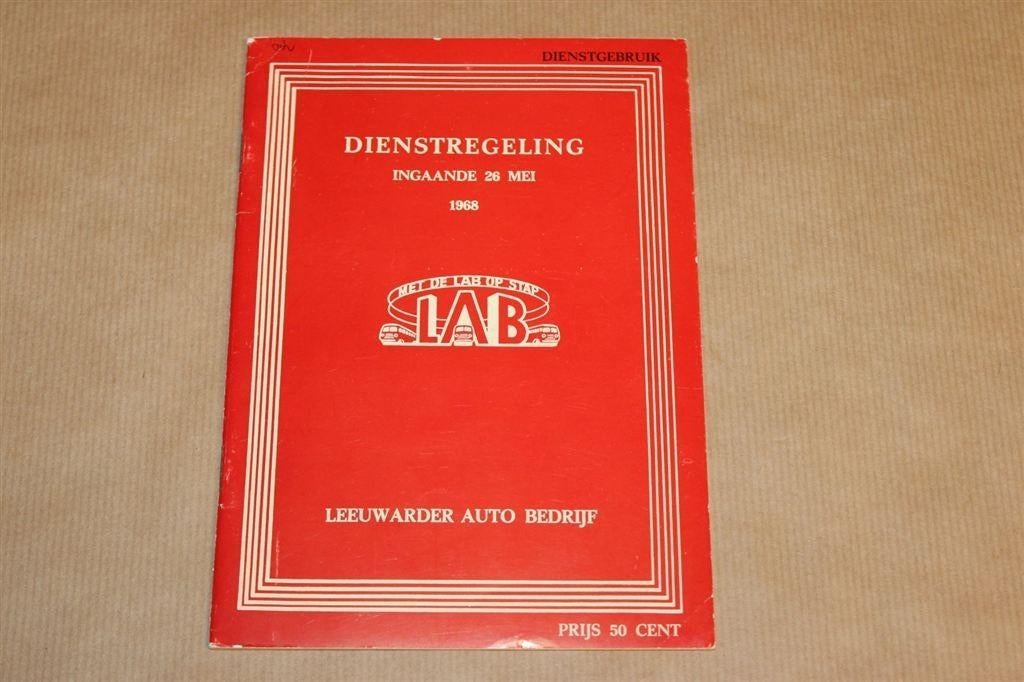 DIENSTGEBRUIK
DIENSTREGELING
INGAANDE 26 MEI
1968
MET DE LAB OP STAP
LAB
LEEUWARDER AUTO BEDRIJF
PRIJS 50 CENT